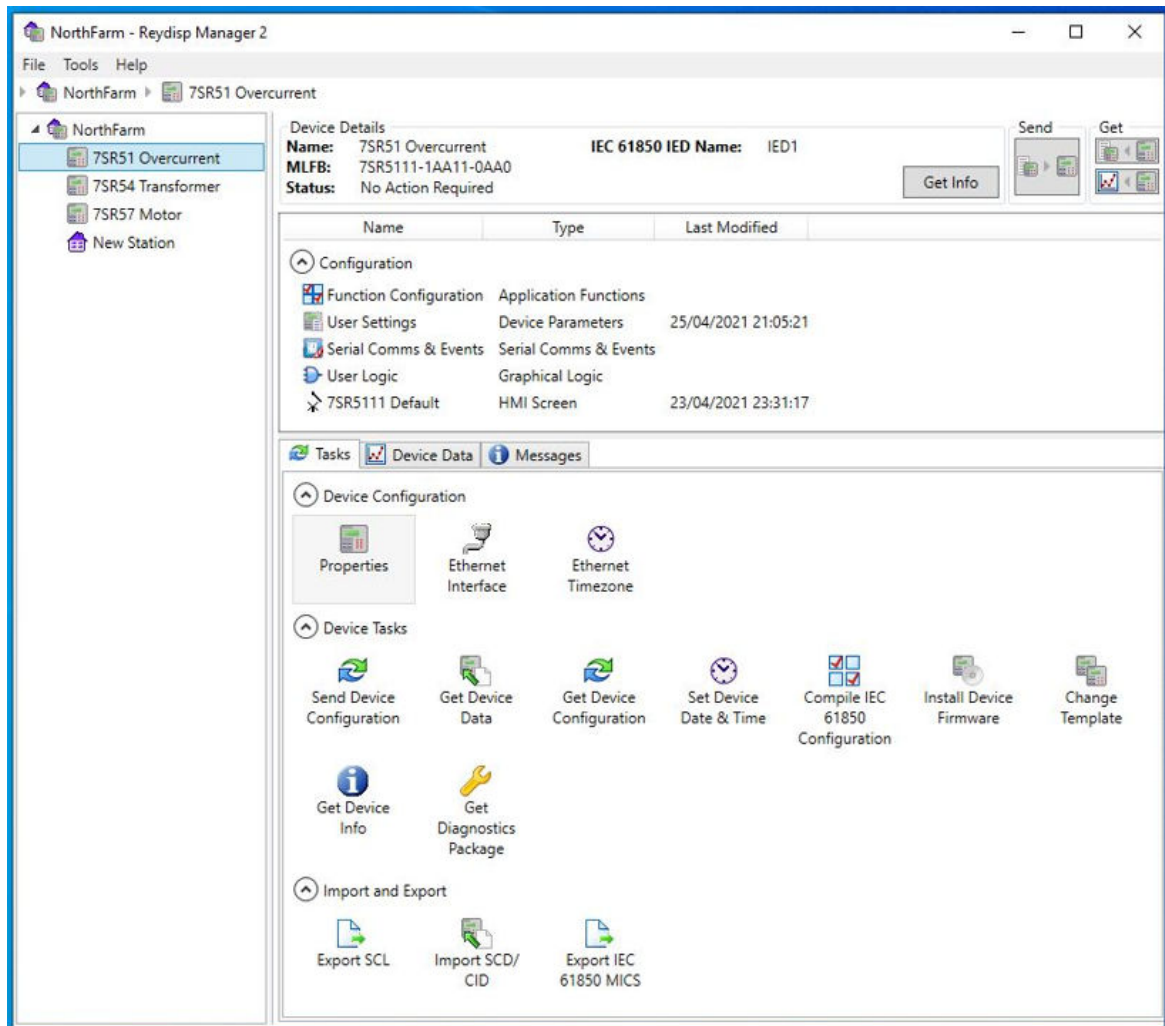 NorthFarm - Reydisp Manager 2
File Tools Help
NorthFarm 7SR51 Overcurrent
NorthFarm
7SR51 Overcurrent
7SR54 Transformer
7SR57 Motor
New Station
Device Details
Name: 7SR51 Overcurrent IEC 61850 IED Name: IED1
MLFB: 7SR5111-1AA11-0AA0
Status: No Action Required
Get Info
Send
Get
Name Type Last Modified
Configuration
Function Configuration Application Functions
User Settings Device Parameters 25/04/2021 21:05:21
Serial Comms & Events Serial Comms & Events
User Logic Graphical Logic
7SR5111 Default HMI Screen 23/04/2021 23:31:17
Tasks Device Data Messages
Device Configuration
Properties
Ethernet
Interface
Ethernet
Timezone
Device Tasks
Send Device
Configuration
Get Device
Data
Get Device
Configuration
Set Device
Date & Time
Compile IEC
61850
Configuration
Install Device
Firmware
Change
Template
Get Device
Info
Get
Diagnostics
Package
Import and Export
Export SCL
Import SCD/
CID
Export IEC
61850 MICS